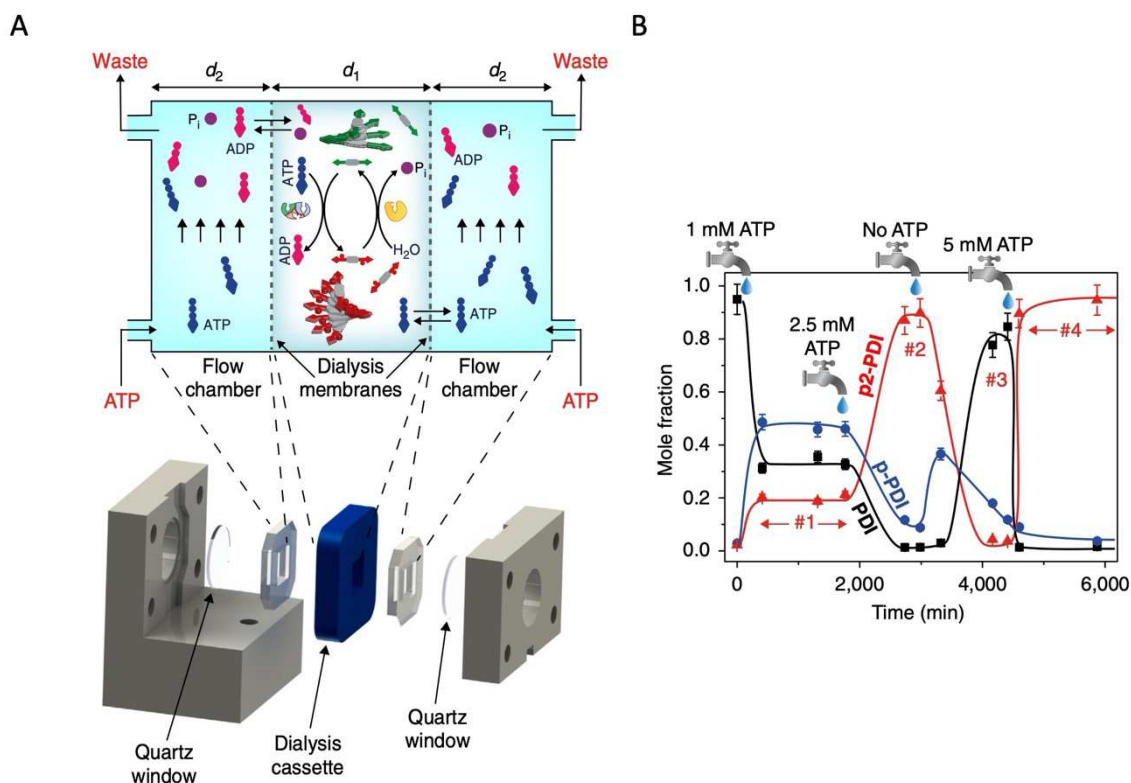 A
B
Waste
d2
d1
d2
Waste
Pi
ADP
ATP
ADP
Pi
H2O
Pi
ADP
ATP
ATP
ATP
Flow chamber
Dialysis membranes
Flow chamber
ATP
ATP
Quartz window
Dialysis cassette
Quartz window
1 mM ATP
No ATP
5 mM ATP
2.5 mM ATP
Mole fraction
1.0
0.8
0.6
0.4
0.2
0.0
p2-PDI
p-PDI
PDI
#1
#2
#3
#4
0
2,000
4,000
6,000
Time (min)